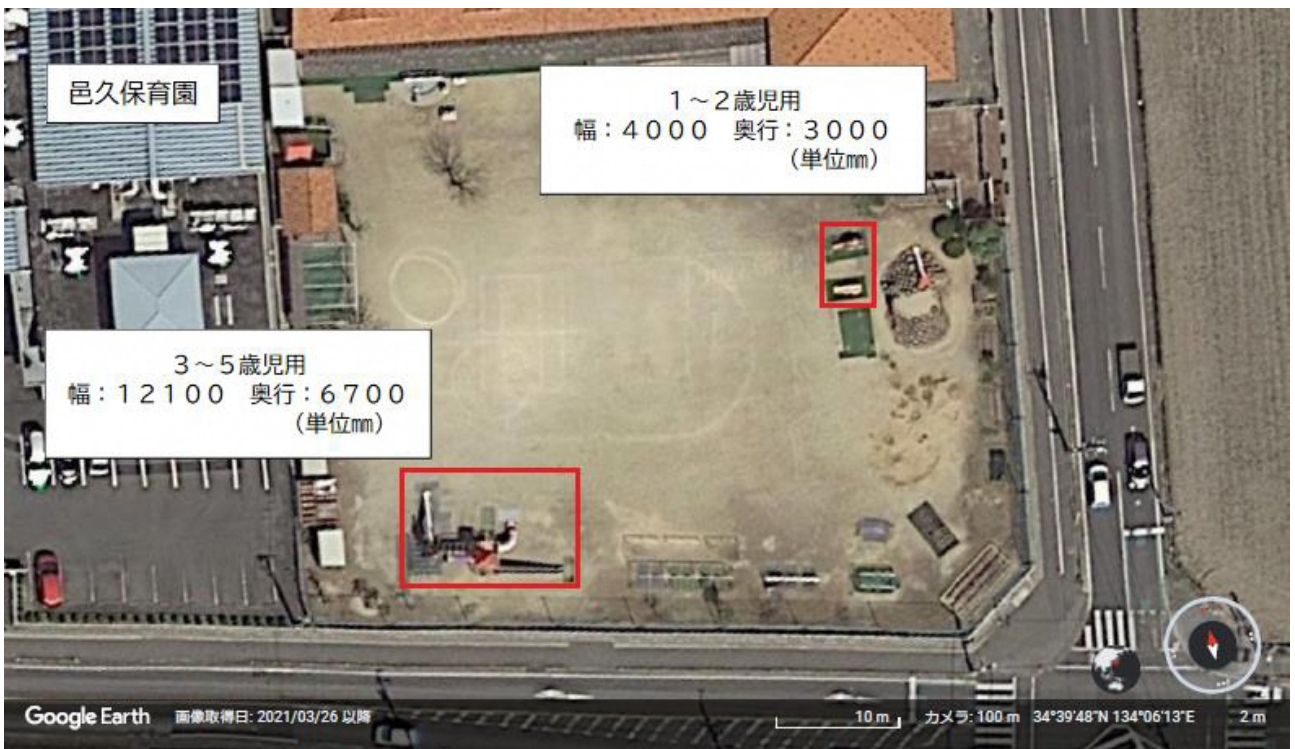 邑久保育園
１～２歳児用
幅：４０００　奥行：３０００
（単位㎜）
３～５歳児用
幅：１２１００　奥行：６７００
（単位㎜）
Google Earth 画像取得日: 2021/03/26 以降 10 m カメラ: 100 m 34°39'48"N 134°06'13"E 2 m